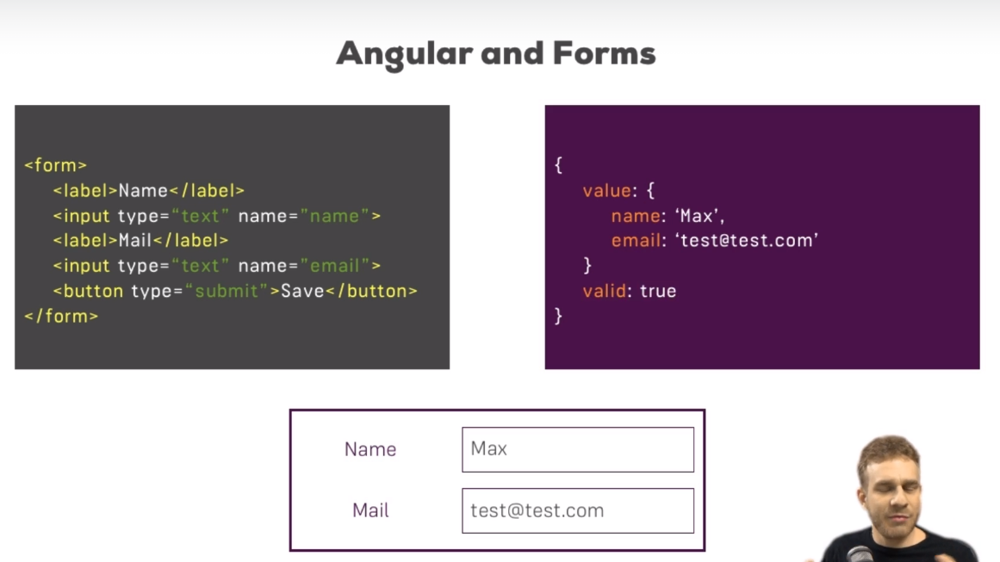 Angular and Forms
<form>
<label>Name</label>
<input type=“text” name=”name”>
<label>Mail</label>
<input type=“text” name=”email”>
<button type=“submit”>Save</button>
</form>
{
value: {
name: ‘Max’,
email: ‘test@test.com’
}
valid: true
}
Name
Max
Mail
test@test.com